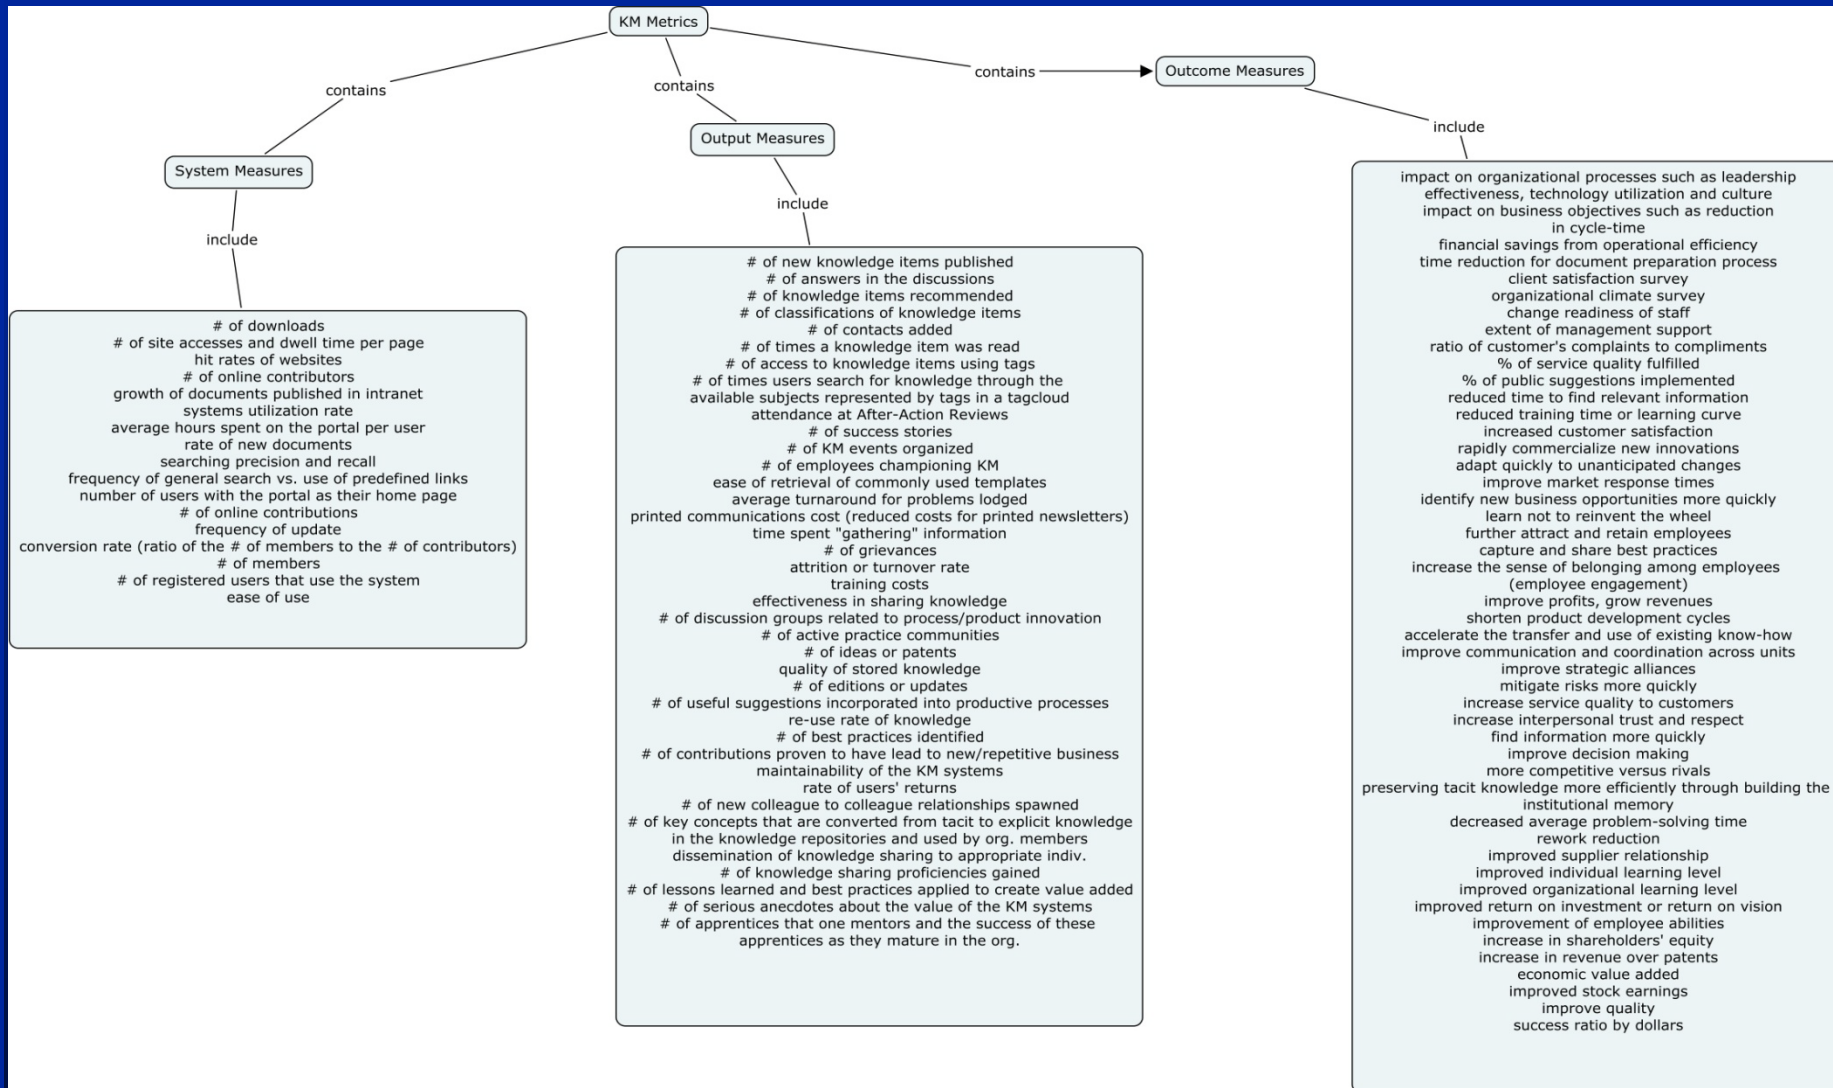 KM Metrics
contains
contains
contains
Outcome Measures
include
Output Measures
System Measures
include
include
# of downloads
# of site accesses and dwell time per page
hit rates of websites
# of online contributors
growth of documents published in intranet
systems utilization rate
average hours spent on the portal per user
rate of new documents
searching precision and recall
frequency of general search vs. use of predefined links
number of users with the portal as their home page
# of online contributions
frequency of update
conversion rate (ratio of the # of members to the # of contributors)
# of members
# of registered users that use the system
ease of use
# of new knowledge items published
# of answers in the discussions
# of knowledge items recommended
# of classifications of knowledge items
# of contacts added
# of times a knowledge item was read
# of access to knowledge items using tags
# of times users search for knowledge through the
available subjects represented by tags in a tagcloud
attendance at After-Action Reviews
# of success stories
# of KM events organized
# of employees championing KM
ease of retrieval of commonly used templates
average turnaround for problems lodged
printed communications cost (reduced costs for printed newsletters)
time spent "gathering" information
# of grievances
attrition or turnover rate
training costs
effectiveness in sharing knowledge
# of discussion groups related to process/product innovation
# of active practice communities
# of ideas or patents
quality of stored knowledge
# of editions or updates
# of useful suggestions incorporated into productive processes
re-use rate of knowledge
# of best practices identified
# of contributions proven to have lead to new/repetitive business
maintainability of the KM systems
rate of users' returns
# of new colleague to colleague relationships spawned
# of key concepts that are converted from tacit to explicit knowledge
in the knowledge repositories and used by org. members
dissemination of knowledge sharing to appropriate indiv.
# of knowledge sharing proficiencies gained
# of lessons learned and best practices applied to create value added
# of serious anecdotes about the value of the KM systems
# of apprentices that one mentors and the success of these
apprentices as they mature in the org.
impact on organizational processes such as leadership
effectiveness, technology utilization and culture
impact on business objectives such as reduction
in cycle-time
financial savings from operational efficiency
time reduction for document preparation process
client satisfaction survey
organizational climate survey
change readiness of staff
extent of management support
ratio of customer's complaints to compliments
% of service quality fulfilled
% of public suggestions implemented
reduced time to find relevant information
reduced training time or learning curve
increased customer satisfaction
rapidly commercialize new innovations
adapt quickly to unanticipated changes
improve market response times
identify new business opportunities more quickly
learn not to reinvent the wheel
further attract and retain employees
capture and share best practices
increase the sense of belonging among employees
(employee engagement)
improve profits, grow revenues
shorten product development cycles
accelerate the transfer and use of existing know-how
improve communication and coordination across units
improve strategic alliances
mitigate risks more quickly
increase service quality to customers
increase interpersonal trust and respect
find information more quickly
improve decision making
more competitive versus rivals
preserving tacit knowledge more efficiently through building the
institutional memory
decreased average problem-solving time
rework reduction
improved supplier relationship
improved individual learning level
improved organizational learning level
improved return on investment or return on vision
improvement of employee abilities
increase in shareholders' equity
increase in revenue over patents
economic value added
improved stock earnings
improve quality
success ratio by dollars